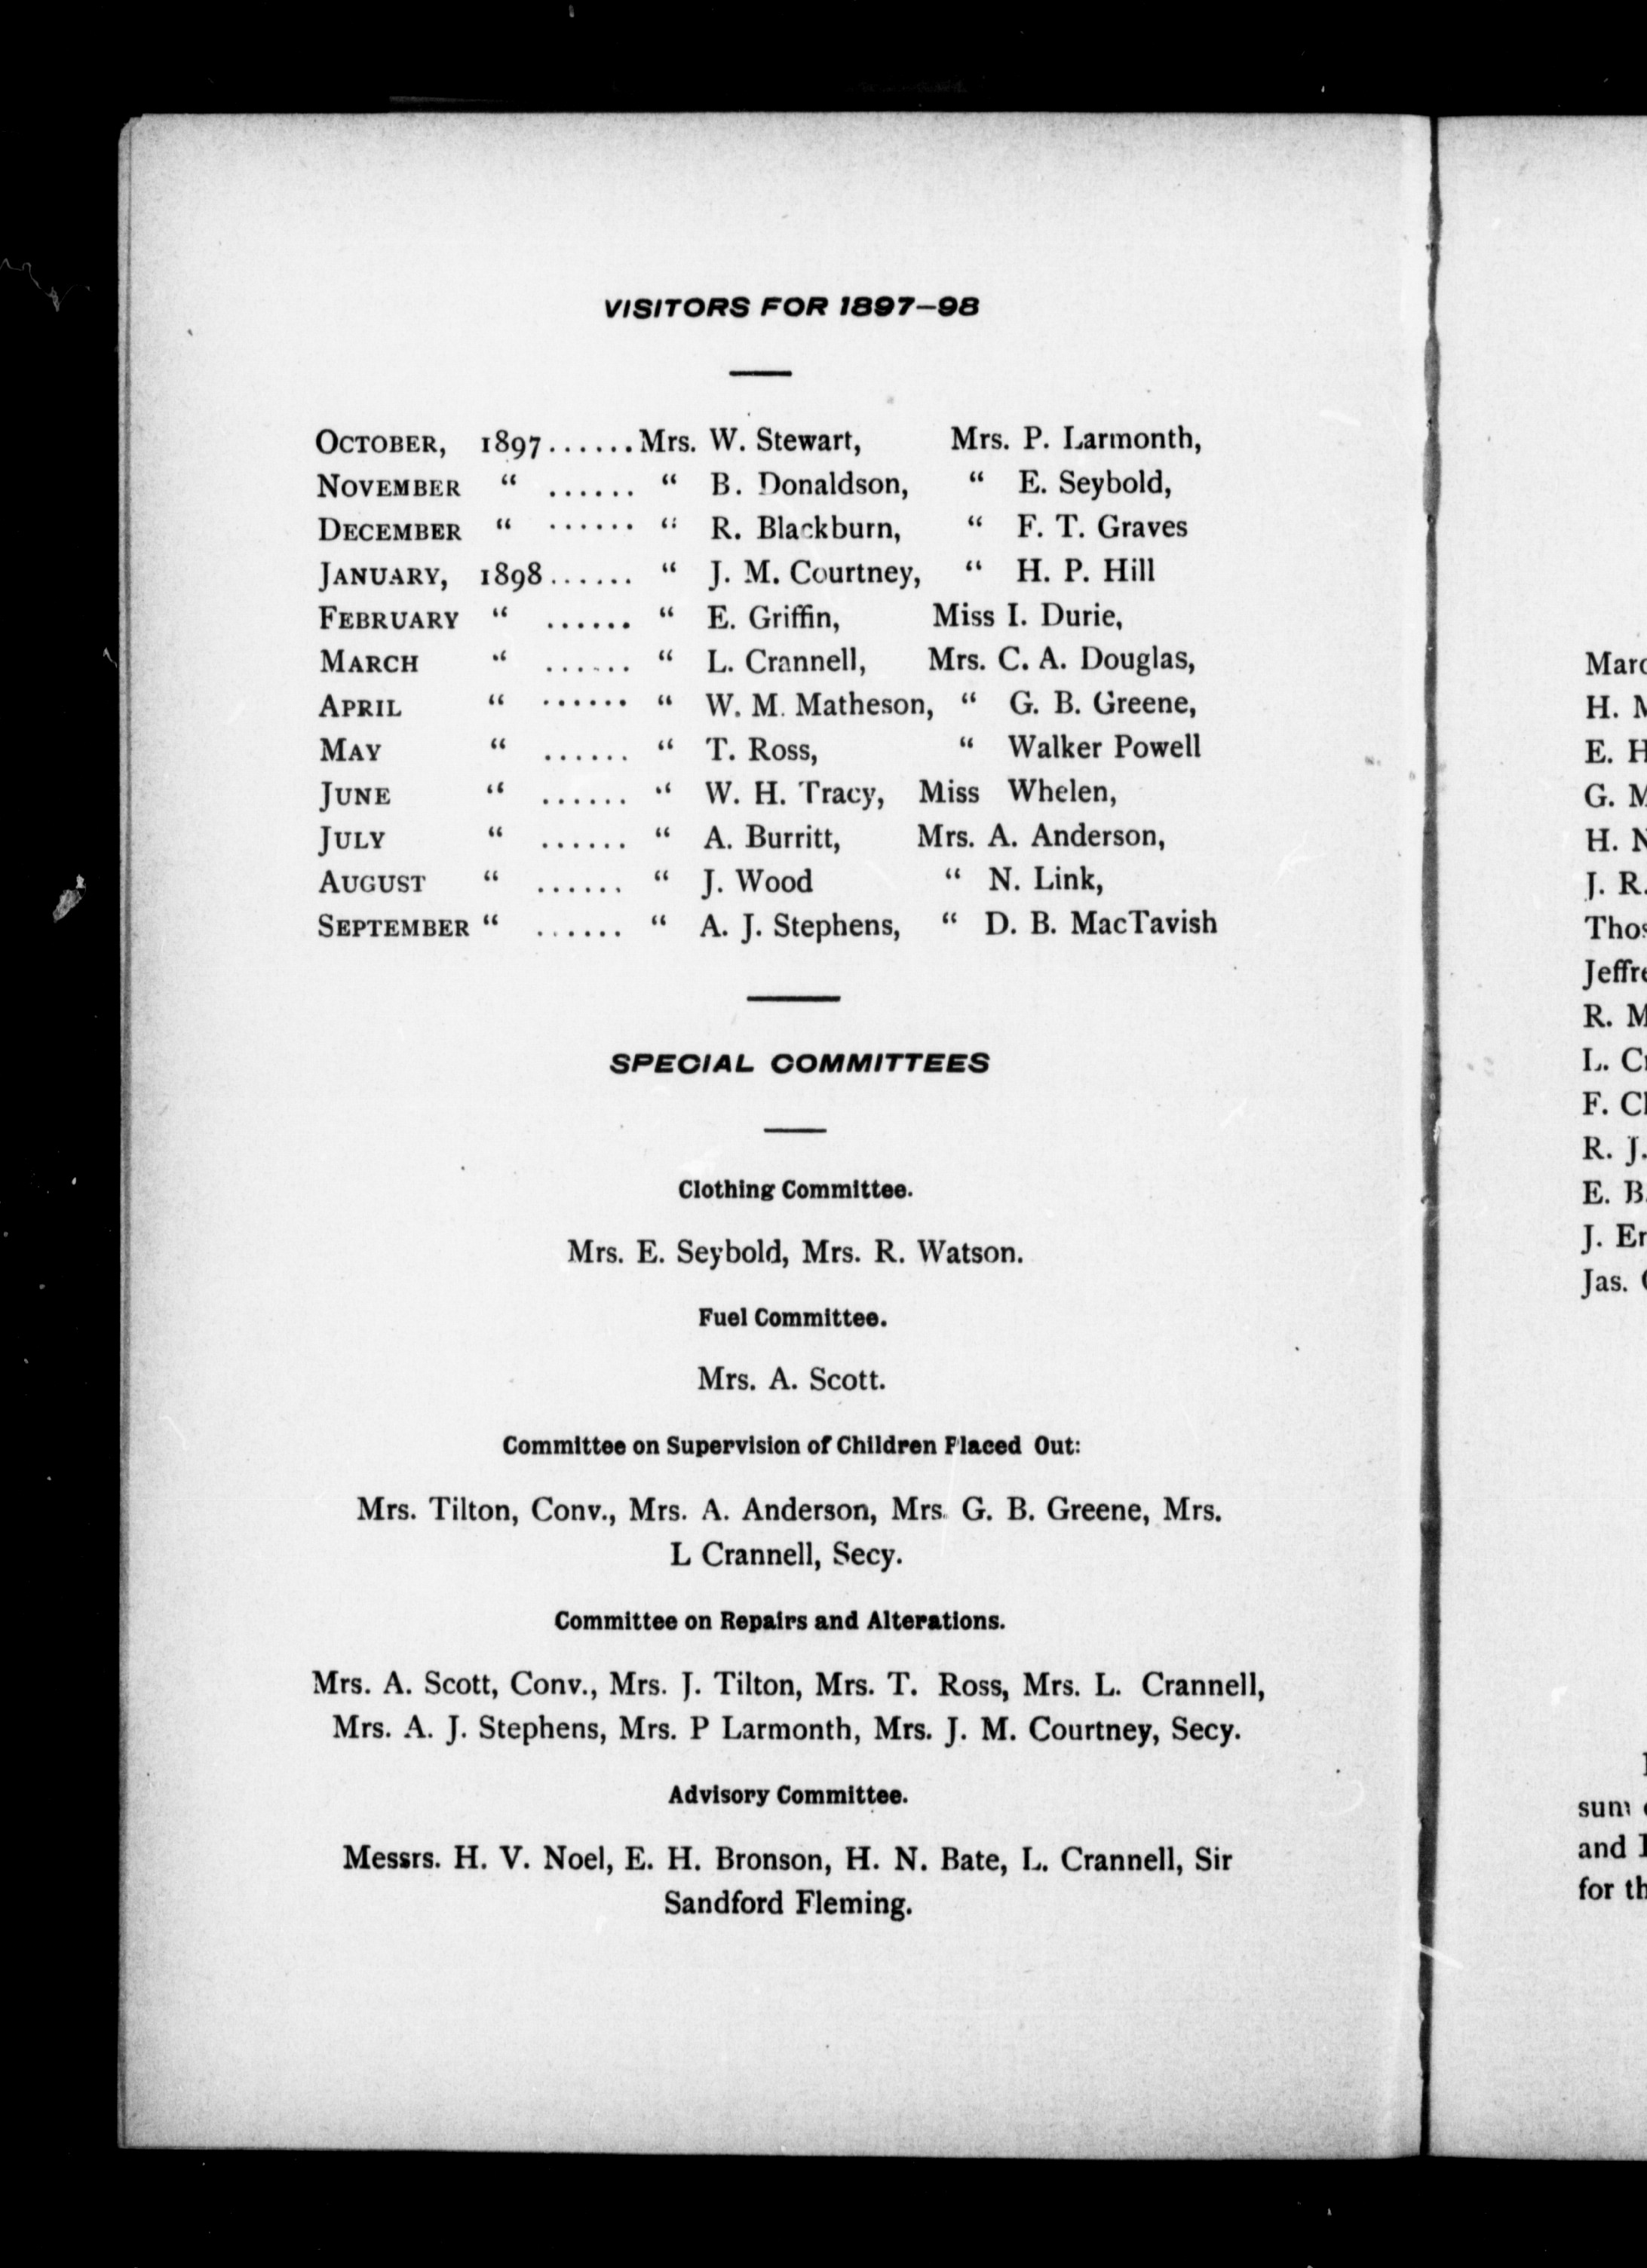 VISITORS FOR 1897–98
OCTOBER, 1897......Mrs. W. Stewart, Mrs. P. Larmonth,
NOVEMBER “ ...... “ B. Donaldson, “ E. Seybold,
DECEMBER “ ...... “ R. Blackburn, “ F. T. Graves
JANUARY, 1898...... “ J. M. Courtney, “ H. P. Hill
FEBRUARY “ ...... “ E. Griffin, Miss I. Durie,
MARCH “ ...... “ L. Crannell, Mrs. C. A. Douglas,
APRIL “ ...... “ W. M. Matheson, “ G. B. Greene,
MAY “ ...... “ T. Ross, “ Walker Powell
JUNE “ ...... “ W. H. Tracy, Miss Whelen,
JULY “ ...... “ A. Burritt, Mrs. A. Anderson,
AUGUST “ ...... “ J. Wood “ N. Link,
SEPTEMBER “ ...... “ A. J. Stephens, “ D. B. MacTavish
SPECIAL COMMITTEES
Clothing Committee.
Mrs. E. Seybold, Mrs. R. Watson.
Fuel Committee.
Mrs. A. Scott.
Committee on Supervision of Children Placed Out:
Mrs. Tilton, Conv., Mrs. A. Anderson, Mrs. G. B. Greene, Mrs.
L Crannell, Secy.
Committee on Repairs and Alterations.
Mrs. A. Scott, Conv., Mrs. J. Tilton, Mrs. T. Ross, Mrs. L. Crannell,
Mrs. A. J. Stephens, Mrs. P Larmonth, Mrs. J. M. Courtney, Secy.
Advisory Committee.
Messrs. H. V. Noel, E. H. Bronson, H. N. Bate, L. Crannell, Sir
Sandford Fleming.
H.
E.
G.
H.
J. R.
R.
L.
F.
R. J.
E. B.
J.
Jas.
sum
and
for